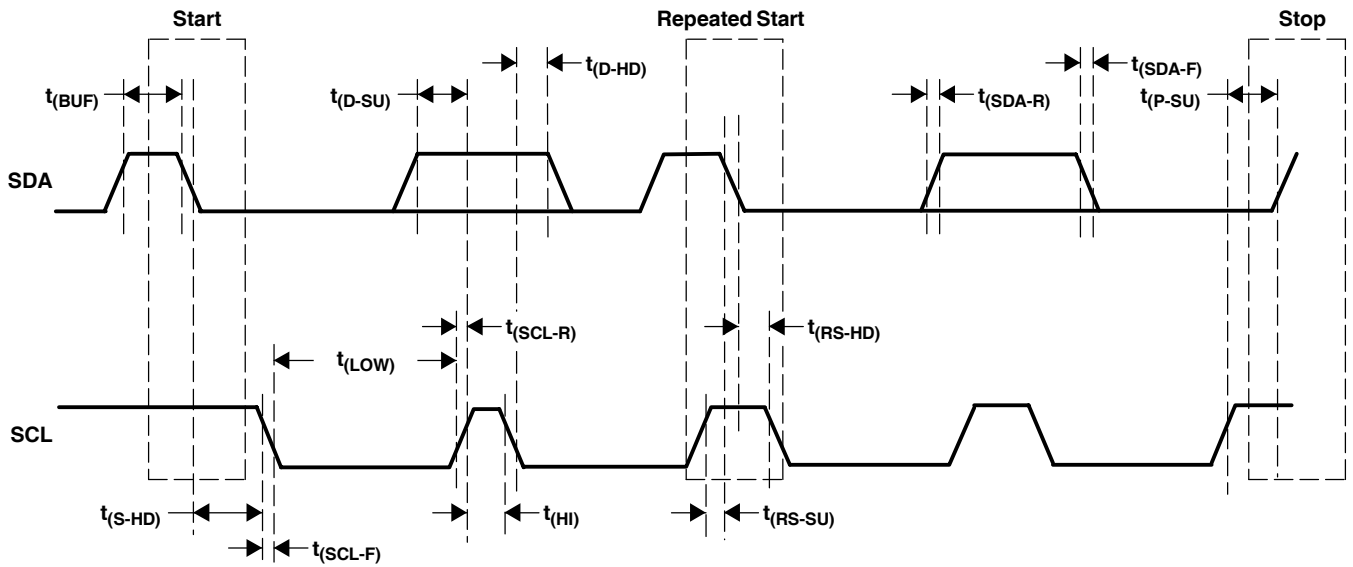 Start
Repeated Start
Stop
t(BUF)
t(D-SU)
t(D-HD)
t(SDA-R)
t(SDA-F)
t(P-SU)
SDA
t(SCL-R)
t(RS-HD)
t(LOW)
SCL
t(S-HD)
t(HI)
t(RS-SU)
t(SCL-F)